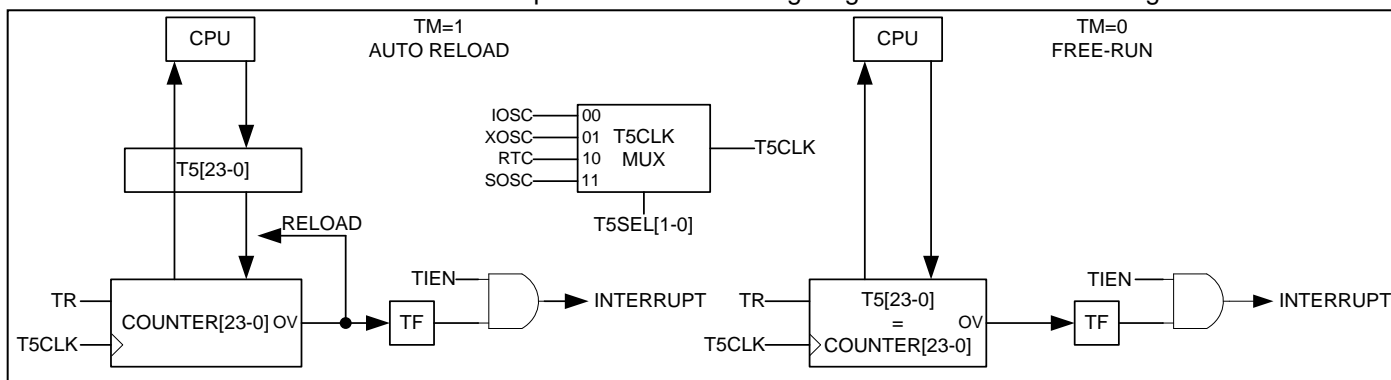 CPU
TM=1
AUTO RELOAD
T5[23-0]
RELOAD
TR
COUNTER[23-0]
OV
T5CLK
TF
TIEN
INTERRUPT
IOSC
00
XOSC
01
RTC
10
SOSC
11
T5CLK
MUX
T5CLK
T5SEL[1-0]
CPU
TM=0
FREE-RUN
TR
T5[23-0]
=
COUNTER[23-0]
OV
T5CLK
TF
TIEN
INTERRUPT